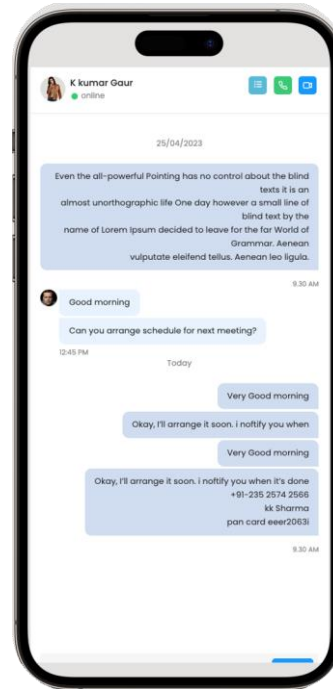 K kumar Gaur
online
25/04/2023
Even the all-powerful Pointing has no control about the blind
texts it is an
almost unorthographic life One day however a small line of
blind text by the
name of Lorem Ipsum decided to leave for the far World of
Grammar. Aenean
vulputate eleifend tellus. Aenean leo ligula.
9.30 AM
Good morning
Can you arrange schedule for next meeting?
12:45 PM
Today
Very Good morning
Okay, I'll arrange it soon. i noftify you when
Very Good morning
Okay, I'll arrange it soon. i noftify you when it's done
+91-235 2574 2566
kk Sharma
pan card eeer2063i
9.30 AM